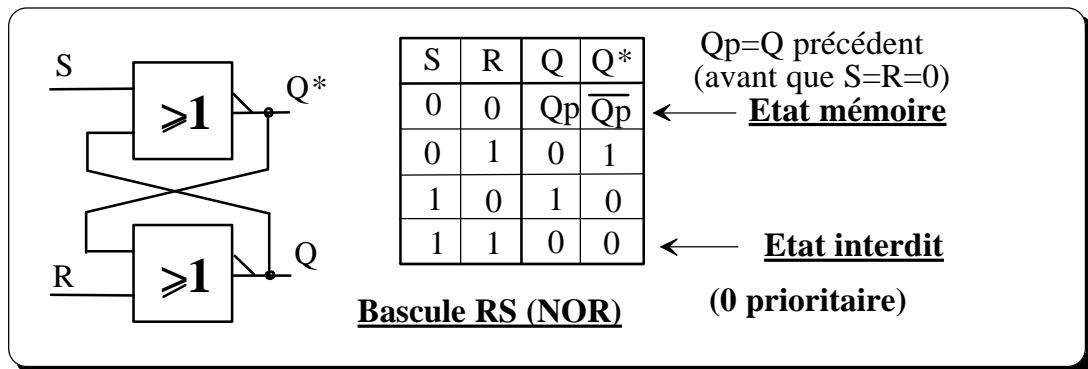 S
Q*
≥1
R
≥1
Q
S R Q Q*
0 0 Qp Q̅p̅
0 1 0 1
1 0 1 0
1 1 0 0
Qp=Q précédent
(avant que S=R=0)
Etat mémoire
Etat interdit
(0 prioritaire)
Bascule RS (NOR)